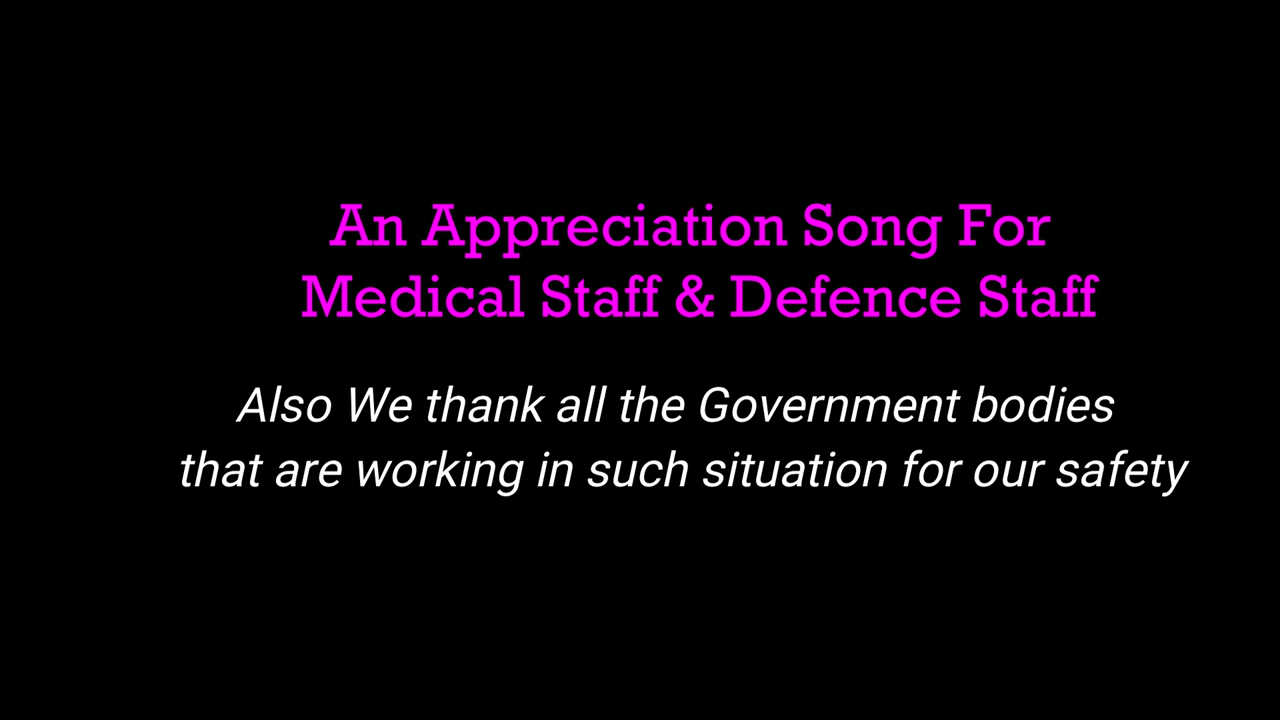 An Appreciation Song For
Medical Staff & Defence Staff
Also We thank all the Government bodies
that are working in such situation for our safety